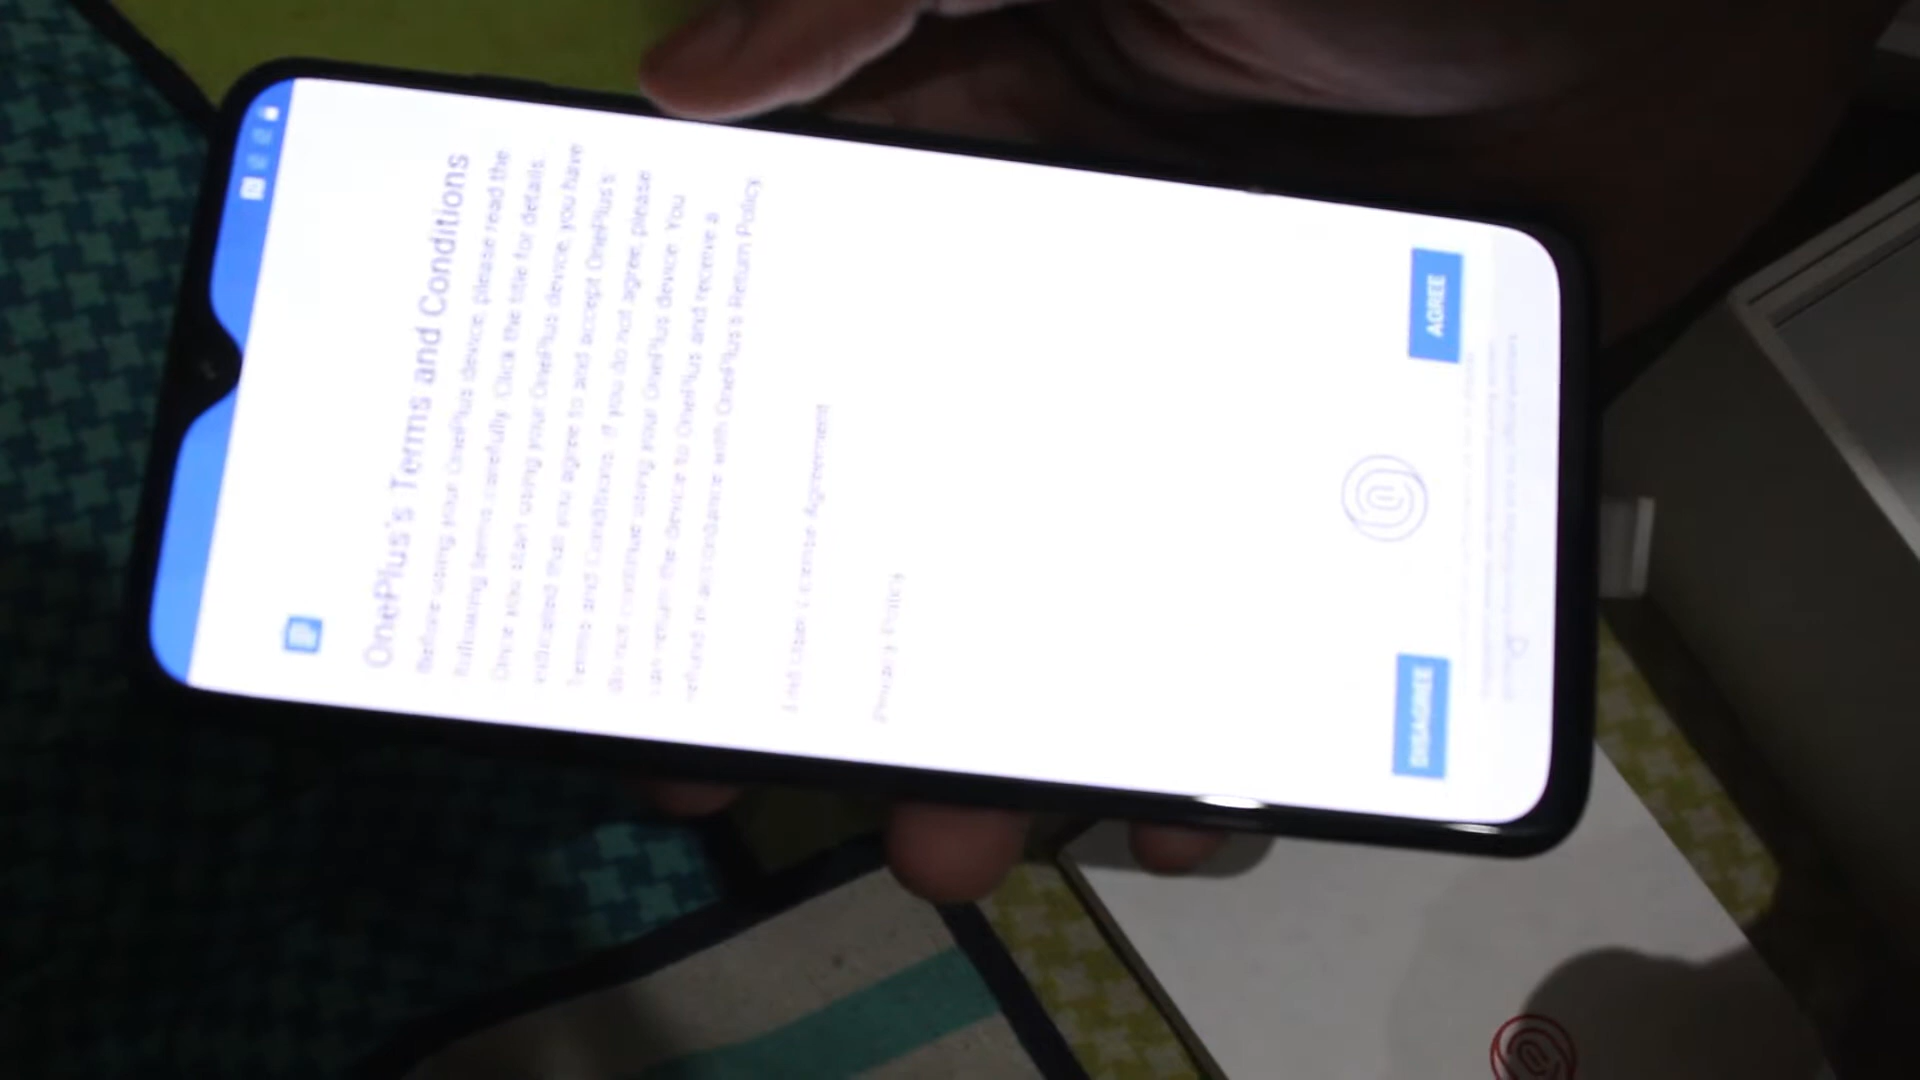 OnePlus's Terms and Conditions
Before using your OnePlus device, please read the
following terms carefully. Click the title for details.
Once you start using your OnePlus device, you have
indicated that you agree to and accept OnePlus's
Terms and Conditions. If you do not agree, please
do not continue using your OnePlus device. You
can return the device to OnePlus and receive a
refund in accordance with OnePlus's Return Policy
End User License Agreement
Privacy Policy
DISAGREE
AGREE